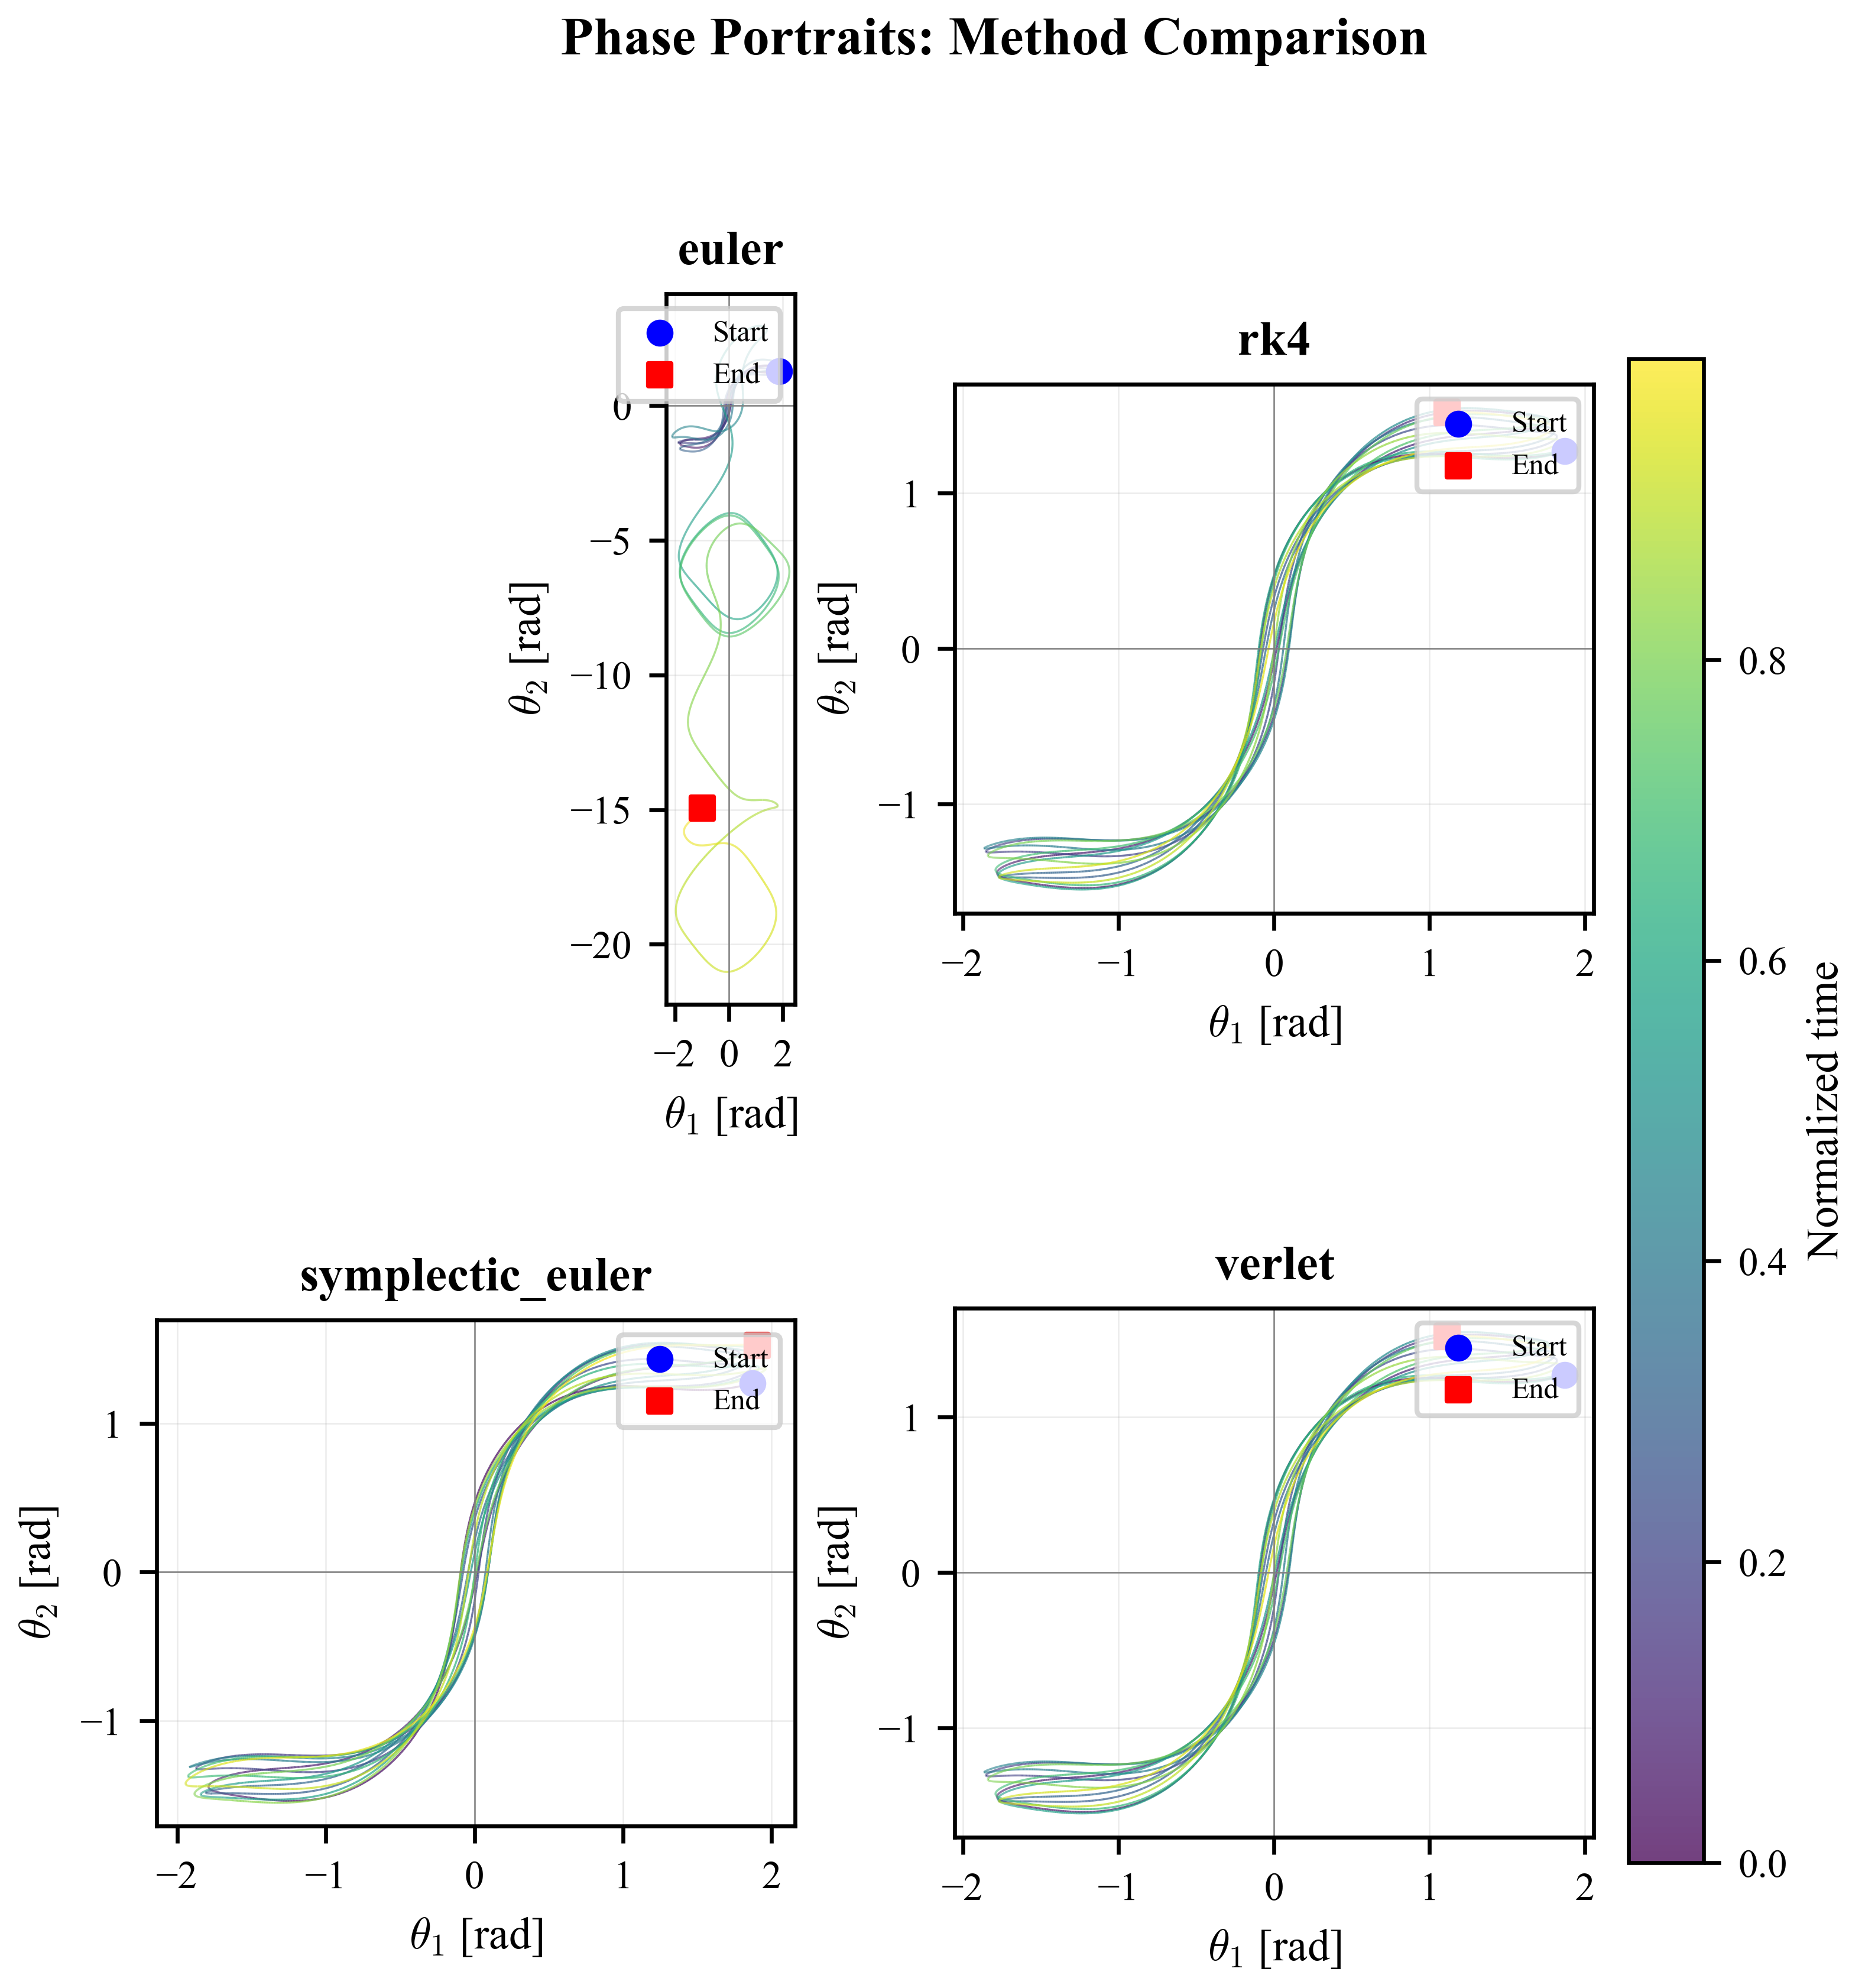 Phase Portraits: Method Comparison
euler
Start
End
0
−5
−10
−15
−20
θ2 [rad]
−2 0 2
θ1 [rad]
rk4
Start
End
1
0
−1
θ2 [rad]
−2 −1 0 1 2
θ1 [rad]
symplectic_euler
Start
End
1
0
−1
θ2 [rad]
−2 −1 0 1 2
θ1 [rad]
verlet
Start
End
1
0
−1
θ2 [rad]
−2 −1 0 1 2
θ1 [rad]
0.8
0.6
0.4
0.2
0.0
Normalized time